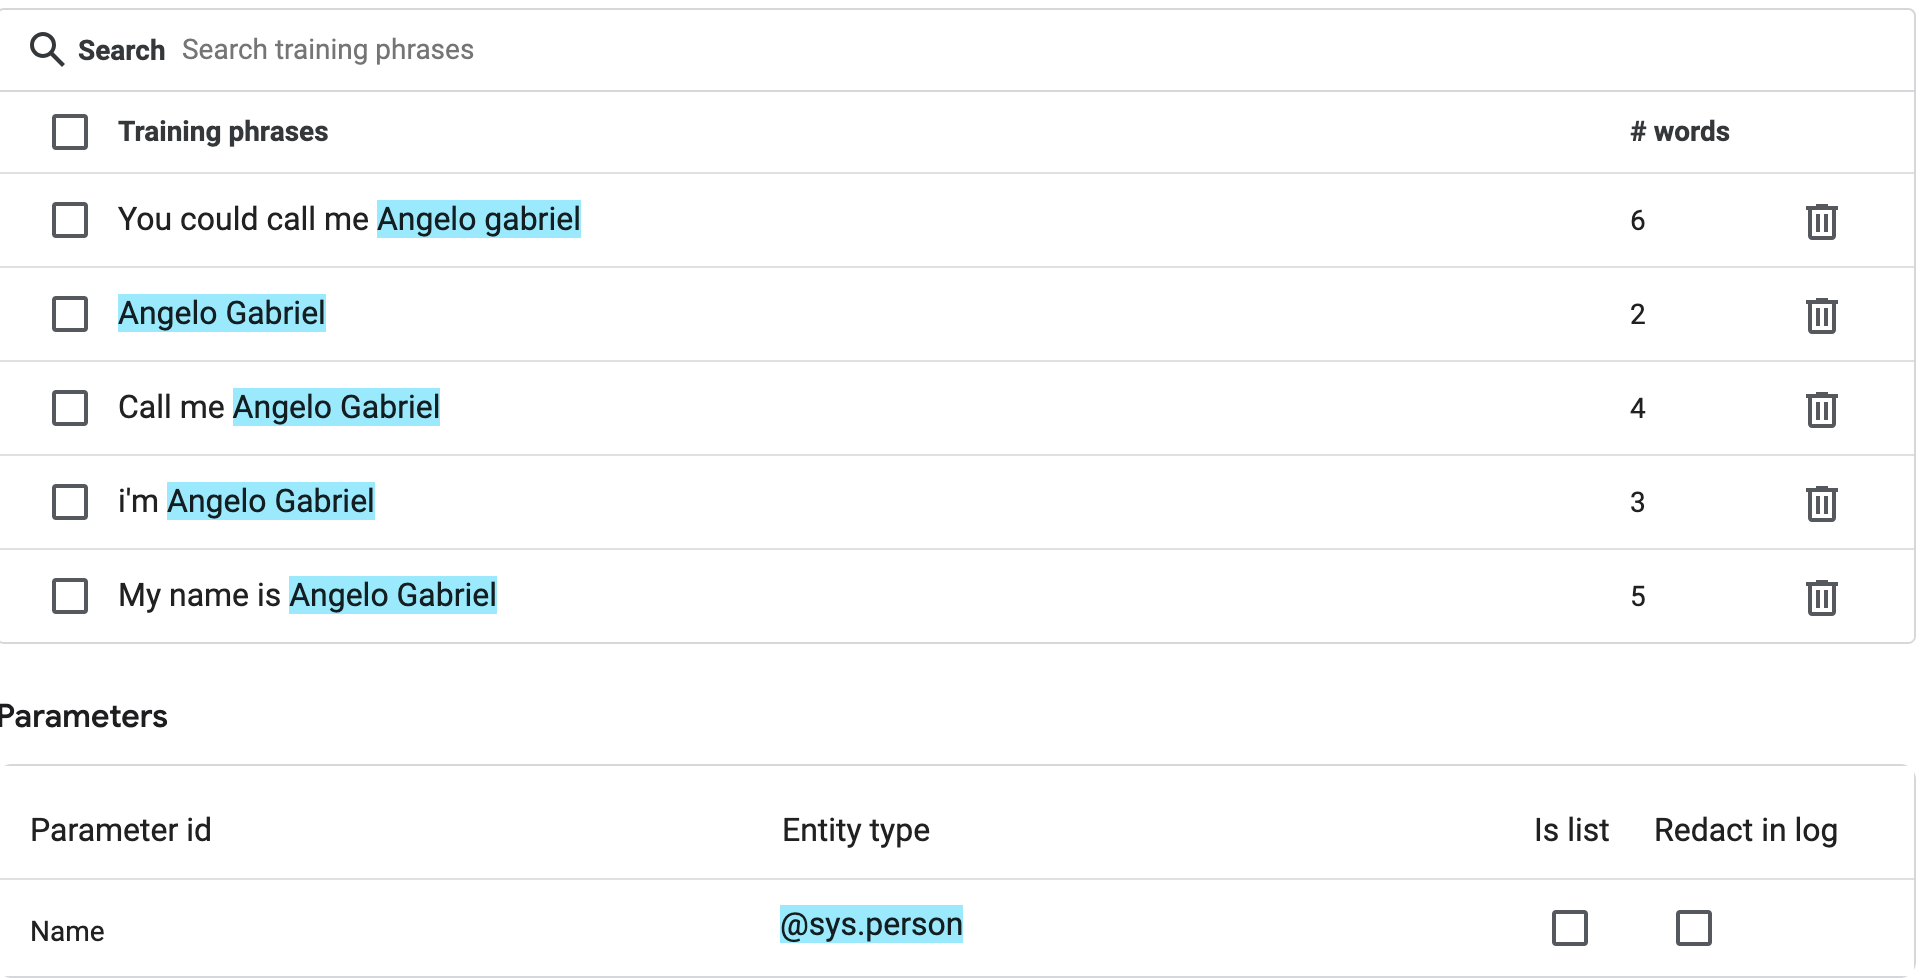 Search Search training phrases
Training phrases # words
You could call me Angelo gabriel 6
Angelo Gabriel 2
Call me Angelo Gabriel 4
i'm Angelo Gabriel 3
My name is Angelo Gabriel 5
Parameters
Parameter id Entity type Is list Redact in log
Name @sys.person